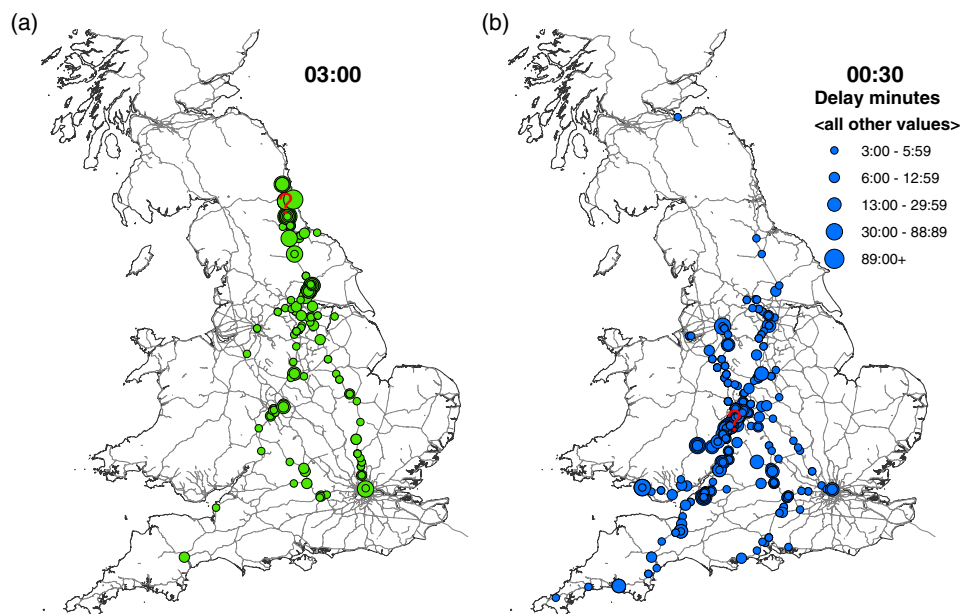 (a)
03:00
?
(b)
00:30
Delay minutes
<all other values>
3:00 - 5:59
6:00 - 12:59
13:00 - 29:59
30:00 - 88:89
89:00+
?